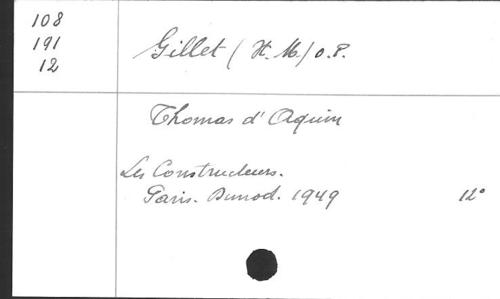 108
191
12
Gillet (H. M.) O. P.
Thomas d' Aquin
Les Constructeurs.
Paris. Dunod. 1949 12°